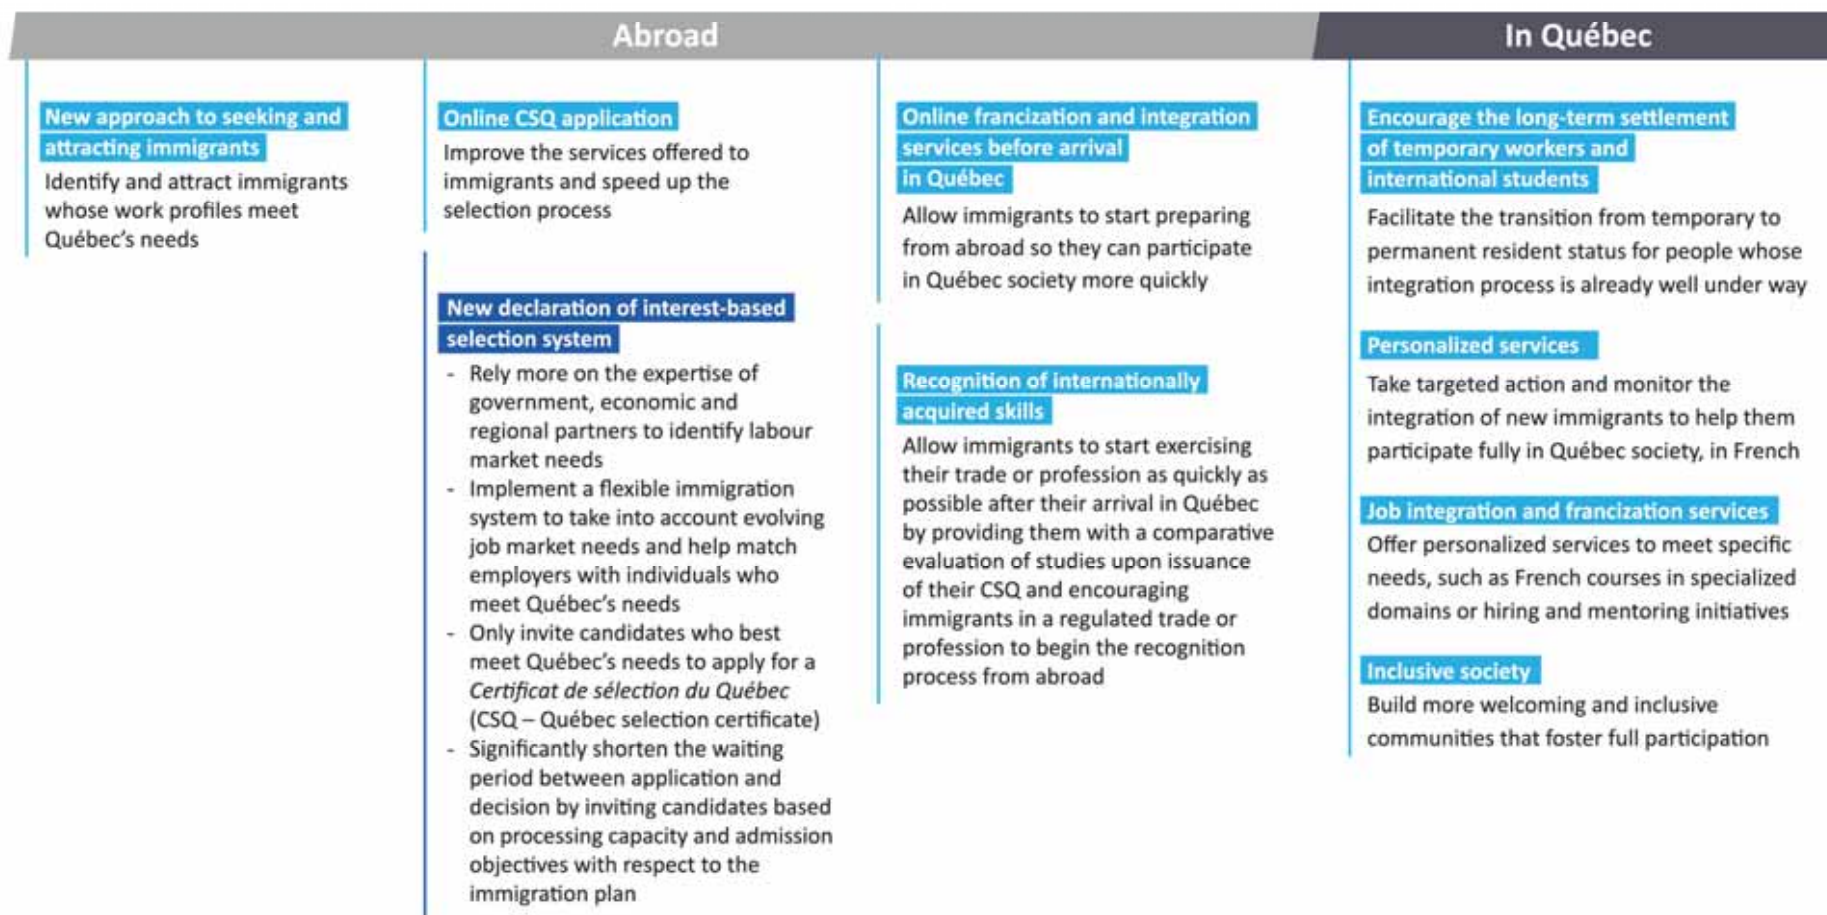 Abroad
In Québec
New approach to seeking and
attracting immigrants
Identify and attract immigrants
whose work profiles meet
Québec's needs
Online CSQ application
Improve the services offered to
immigrants and speed up the
selection process
New declaration of interest-based
selection system
- Rely more on the expertise of
government, economic and
regional partners to identify labour
market needs
- Implement a flexible immigration
system to take into account evolving
job market needs and help match
employers with individuals who
meet Québec's needs
- Only invite candidates who best
meet Québec's needs to apply for a
Certificat de sélection du Québec
(CSQ – Québec selection certificate)
- Significantly shorten the waiting
period between application and
decision by inviting candidates based
on processing capacity and admission
objectives with respect to the
immigration plan
Online francization and integration
services before arrival
in Québec
Allow immigrants to start preparing
from abroad so they can participate
in Québec society more quickly
Recognition of internationally
acquired skills
Allow immigrants to start exercising
their trade or profession as quickly as
possible after their arrival in Québec
by providing them with a comparative
evaluation of studies upon issuance
of their CSQ and encouraging
immigrants in a regulated trade or
profession to begin the recognition
process from abroad
Encourage the long-term settlement
of temporary workers and
international students
Facilitate the transition from temporary to
permanent resident status for people whose
integration process is already well under way
Personalized services
Take targeted action and monitor the
integration of new immigrants to help them
participate fully in Québec society, in French
Job integration and francization services
Offer personalized services to meet specific
needs, such as French courses in specialized
domains or hiring and mentoring initiatives
Inclusive society
Build more welcoming and inclusive
communities that foster full participation